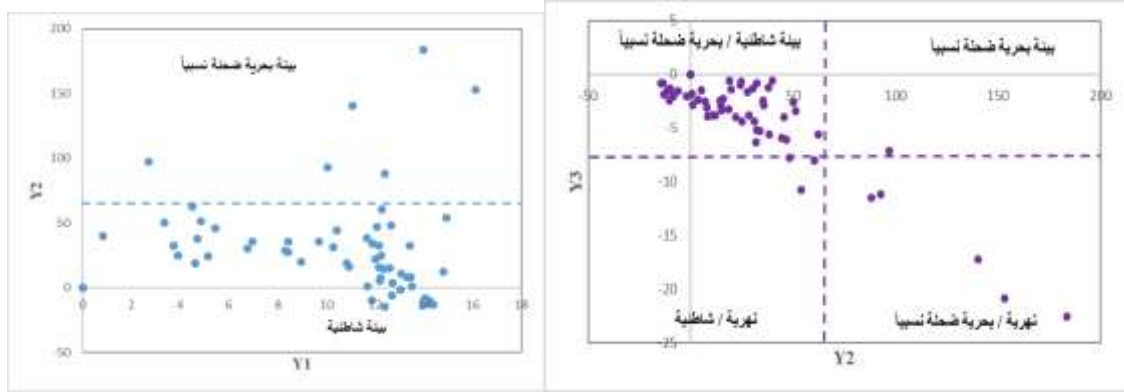 200
150
100
50
0
-50
0 2 4 6 8 10 12 14 16 18
Y2
Y1
بيئة بحرية ضحلة نسبياً
بيئة شاطئية
5
0
-5
-10
-15
-20
-25
-50 0 50 100 150 200
Y3
Y2
بيئة شاطئية / بحرية ضحلة نسبياً
بيئة بحرية ضحلة نسبياً
نهرية / شاطئية
نهرية / بحرية ضحلة نسبياً